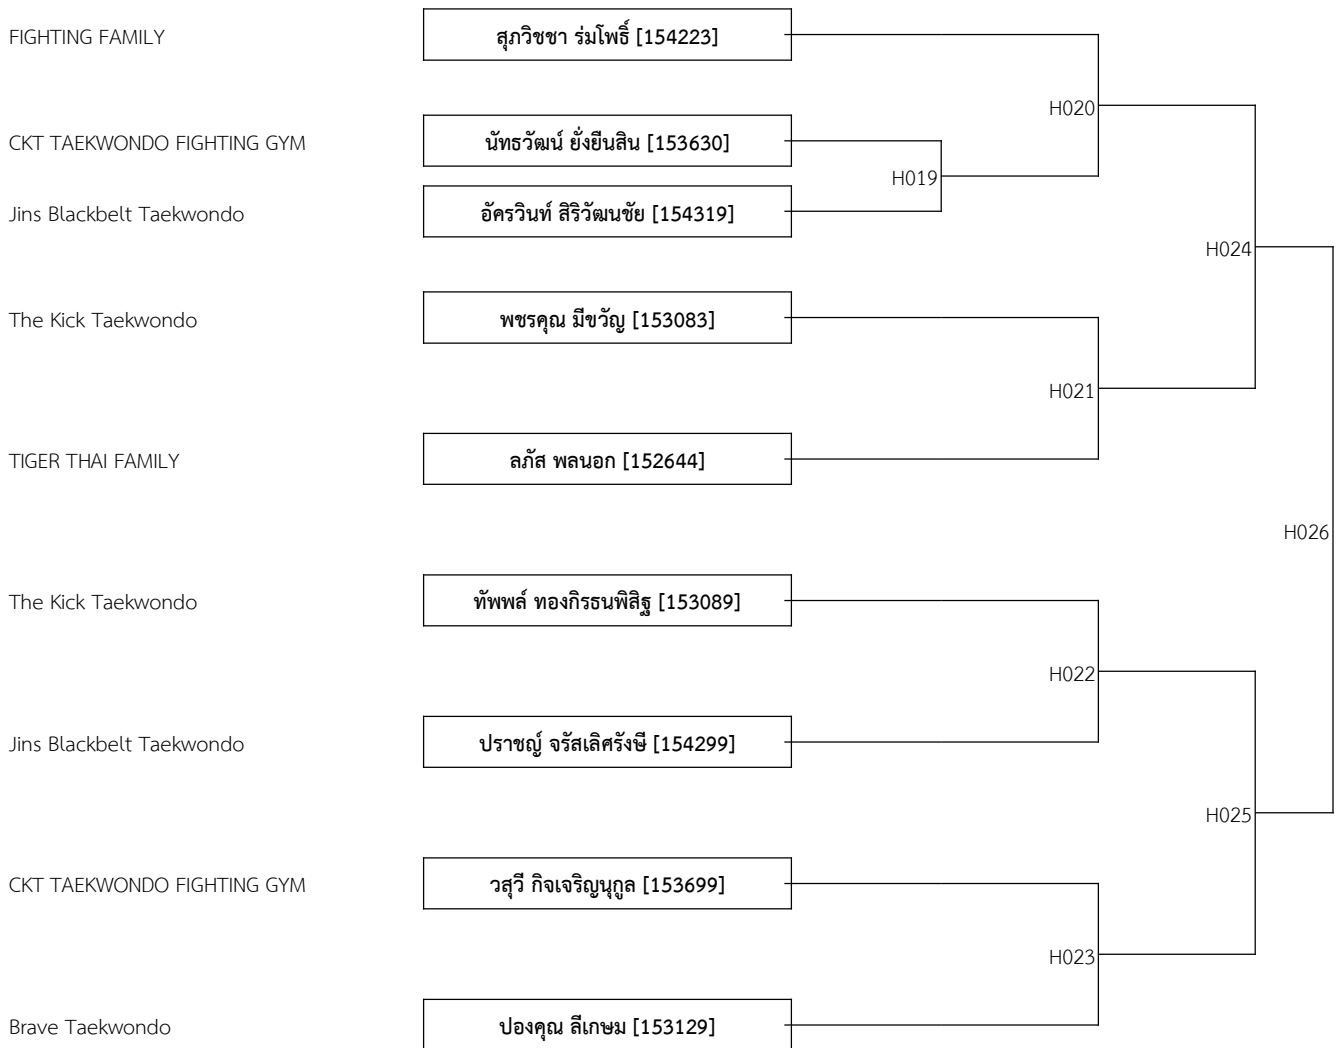 FIGHTING FAMILY สุภวิชชา ร่มโพธิ์ [154223]
H020
CKT TAEKWONDO FIGHTING GYM นัทธวัฒน์ ยั่งยืนสิน [153630]
H019
Jins Blackbelt Taekwondo อัครวินท์ สิริวัฒนชัย [154319]
H024
The Kick Taekwondo พชรคุณ มีขวัญ [153083]
H021
TIGER THAI FAMILY ลภัส พลนอก [152644]
H026
The Kick Taekwondo ทัพพล์ ทองกิรธนพิสิฐ [153089]
H022
Jins Blackbelt Taekwondo ปราชญ์ จรัสเลิศรังษี [154299]
H025
CKT TAEKWONDO FIGHTING GYM วสุวี กิจเจริญนุกูล [153699]
H023
Brave Taekwondo ปองคุณ ลีเกษม [153129]